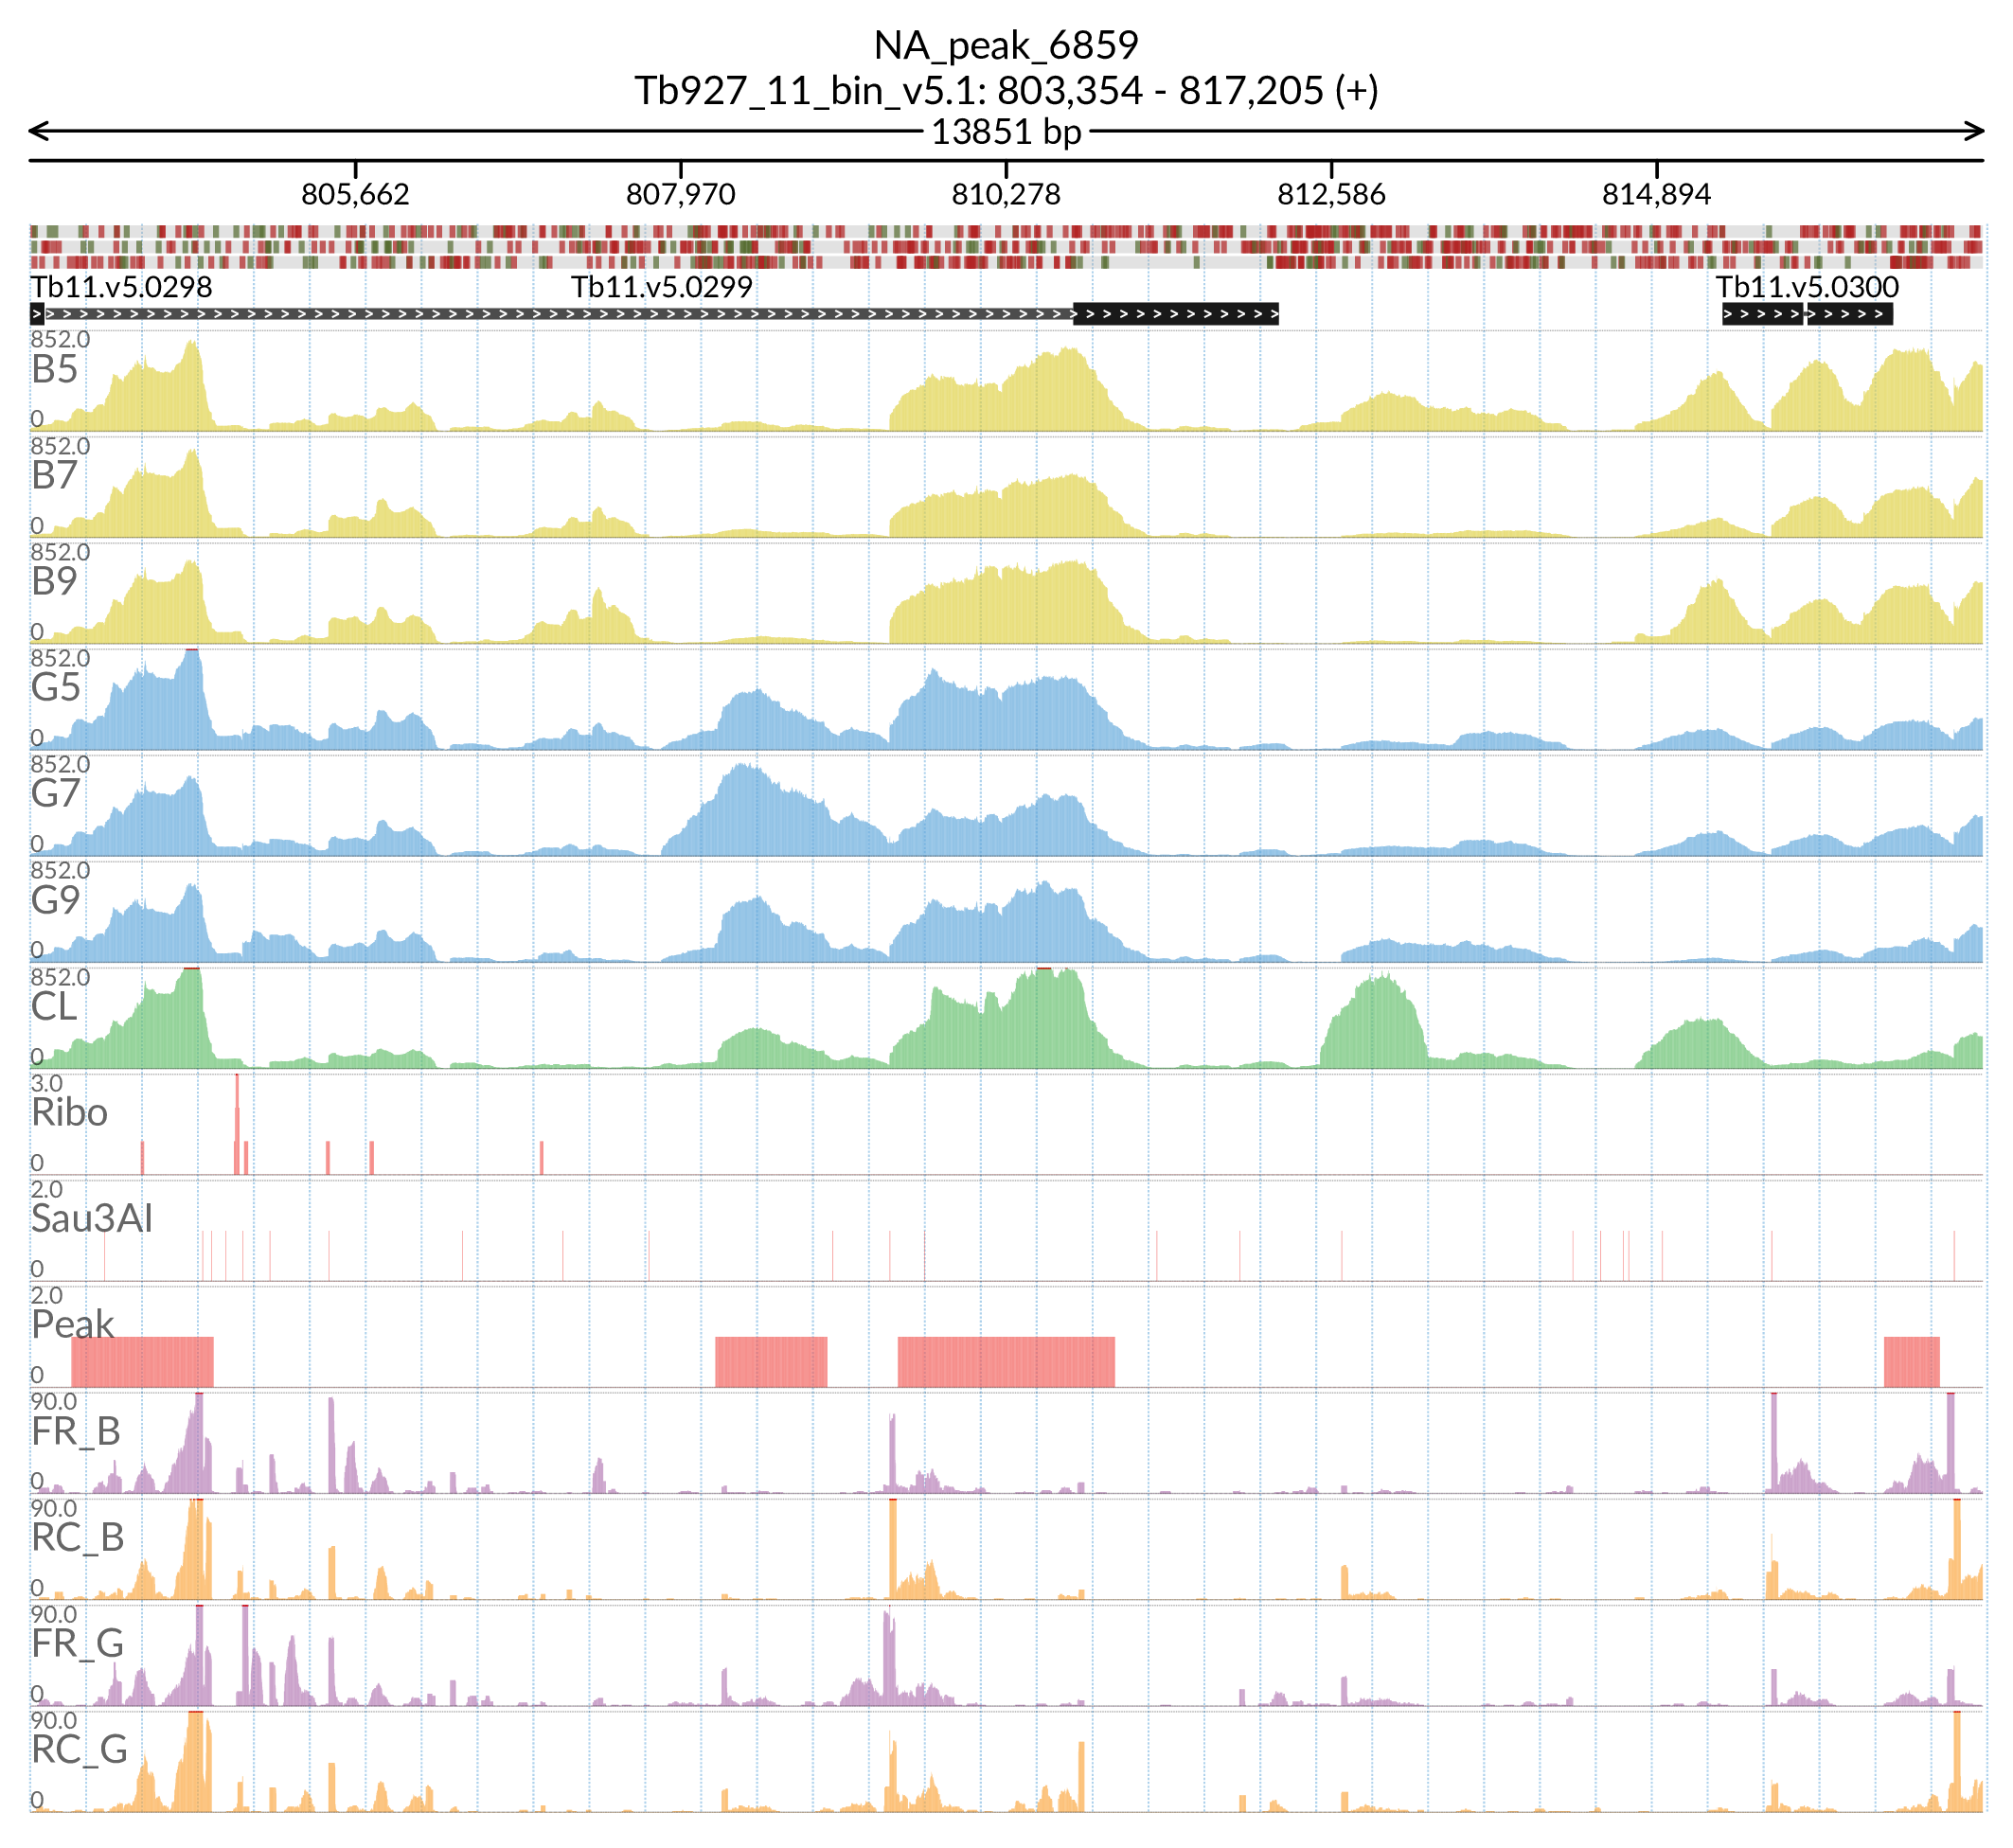 NA_peak_6859
Tb927_11_bin_v5.1: 803,354 - 817,205 (+)
13851 bp
805,662 807,970 810,278 812,586 814,894
Tb11.v5.0298 Tb11.v5.0299 Tb11.v5.0300
852.0
B5
0
852.0
B7
0
852.0
B9
0
852.0
G5
0
852.0
G7
0
852.0
G9
0
852.0
CL
0
3.0
Ribo
0
2.0
Sau3AI
0
2.0
Peak
0
90.0
FR_B
0
90.0
RC_B
0
90.0
FR_G
0
90.0
RC_G
0